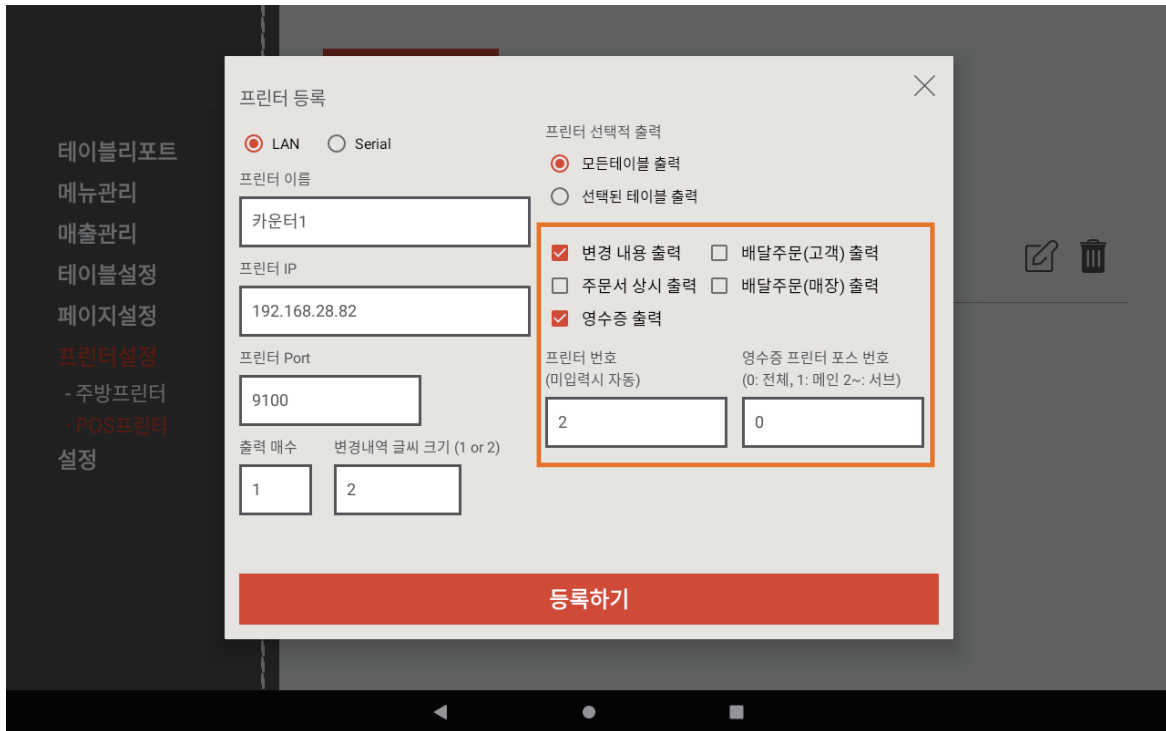 테이블리포트
메뉴관리
매출관리
테이블설정
페이지설정
프린터설정
- 주방프린터
- POS프린터
설정
프린터 등록
LAN Serial
프린터 이름
카운터1
프린터 IP
192.168.28.82
프린터 Port
9100
출력 매수 변경내역 글씨 크기 (1 or 2)
1 2
프린터 선택적 출력
모든테이블 출력
선택된 테이블 출력
변경 내용 출력 배달주문(고객) 출력
주문서 상시 출력 배달주문(매장) 출력
영수증 출력
프린터 번호 영수증 프린터 포스 번호
(미입력시 자동) (0: 전체, 1: 메인 2~: 서브)
2 0
등록하기